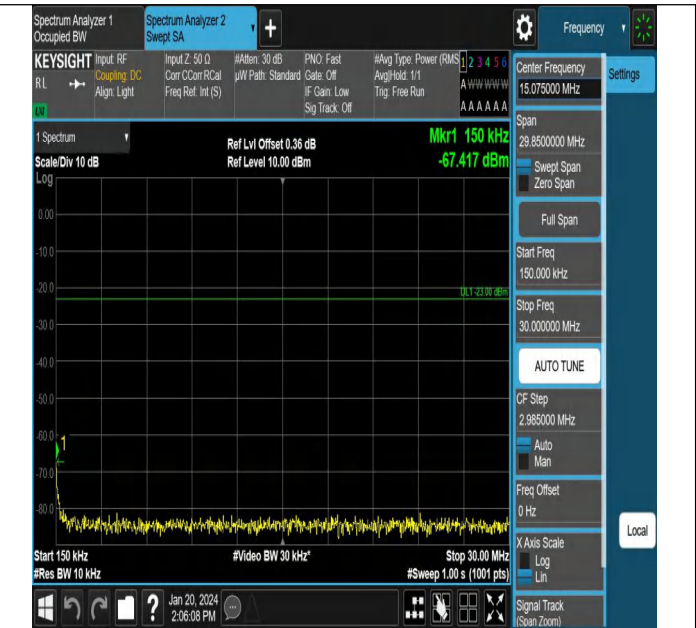 Spectrum Analyzer 1
Occupied BW
Spectrum Analyzer 2
Swept SA
+
Frequency
KEYSIGHT
RL
Input: RF
Coupling: DC
Align: Light
Input Z: 50 Ω
Corr CCorr RCal
Freq Ref: Int (S)
#Atten: 30 dB
µW Path: Standard
PNO: Fast
Gate: Off
IF Gain: Low
Sig Track: Off
#Avg Type: Power (RMS
Avg|Hold: 1/1
Trig: Free Run
1 2 3 4 5 6
A W W W W W
A A A A A A
1 Spectrum
Scale/Div 10 dB
Log
Ref Lvl Offset 0.36 dB
Ref Level 10.00 dBm
Mkr1 150 kHz
-67.417 dBm
0.00
-10.0
-20.0
DL1 -23.00 dBm
-30.0
-40.0
-50.0
-60.0
1
-70.0
-80.0
Start 150 kHz
#Video BW 30 kHz*
Stop 30.00 MHz
#Res BW 10 kHz
#Sweep 1.00 s (1001 pts)
?
Jan 20, 2024
2:06:08 PM
Center Frequency
15.075000 MHz
Settings
Span
29.8500000 MHz
Swept Span
Zero Span
Full Span
Start Freq
150.000 kHz
Stop Freq
30.000000 MHz
AUTO TUNE
CF Step
2.985000 MHz
Auto
Man
Freq Offset
0 Hz
X Axis Scale
Log
Lin
Local
Signal Track
(Span Zoom)